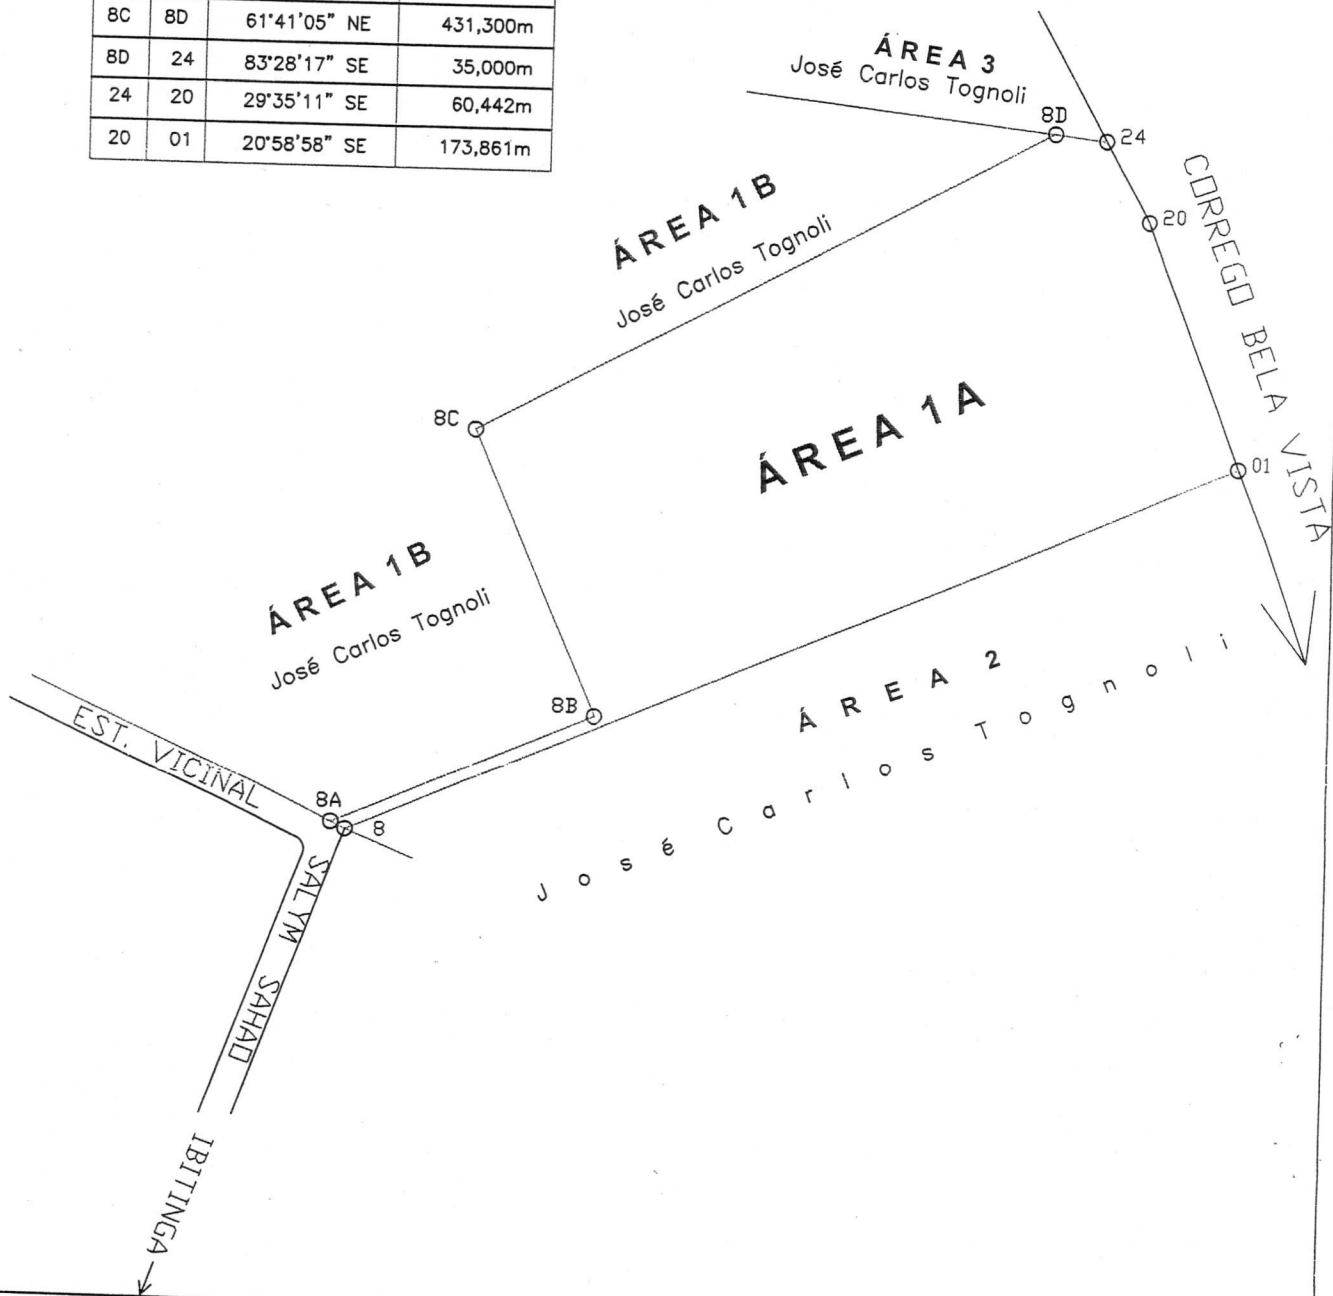 8C 8D 61°41'05" NE 431,300m
8D 24 83°28'17" SE 35,000m
24 20 29°35'11" SE 60,442m
20 01 20°58'58" SE 173,861m
ÁREA 3
José Carlos Tognoli
8D
24
20
CORREGO BELA VISTA
ÁREA 1B
José Carlos Tognoli
8C
ÁREA 1A
01
ÁREA 1B
José Carlos Tognoli
8B
ÁREA 2
José Carlos Tognoli
EST. VICINAL
8A
8
SALYM SAHAO
IBITINGA